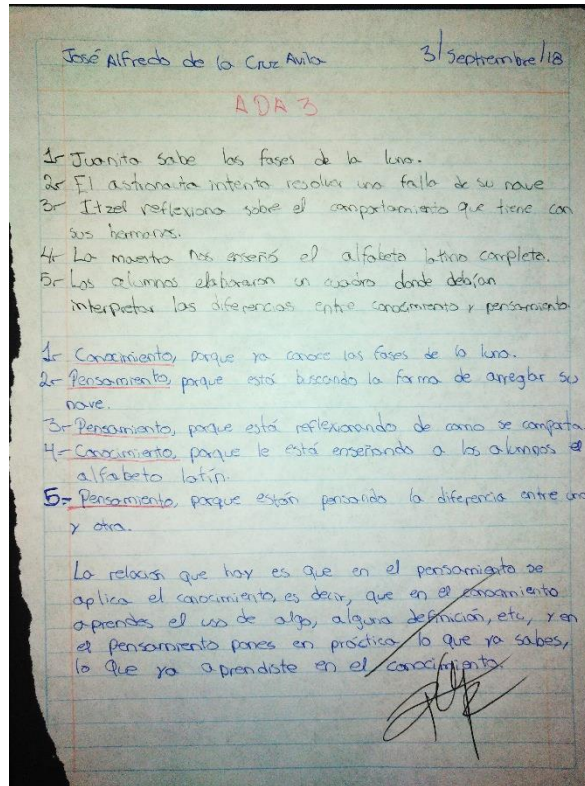 José Alfredo de la Cruz Avila 3/Septiembre/18
ADA 3
1- Juanito sabe las fases de la luna.
2- El astronauta intenta resolver una falla de su nave
3- Itzel reflexiona sobre el comportamiento que tiene con
sus hermanos.
4- La maestra nos enseñó el alfabeto latino completo.
5- Los alumnos elaboraron un cuadro donde debían
interpretar las diferencias entre conocimiento y pensamiento.
1- Conocimiento, porque ya conoce las fases de la luna.
2- Pensamiento, porque está buscando la forma de arreglar su
nave.
3- Pensamiento, porque está reflexionando de como se comporta
4- Conocimiento, porque le está enseñando a los alumnos el
alfabeto latín.
5- Pensamiento, porque están pensando la diferencia entre uno
y otra.
La relación que hay es que en el pensamiento se
aplica el conocimiento, es decir, que en el conocimiento
aprendes el uso de algo, alguna definición, etc, y en
el pensamiento pones en práctica lo que ya sabes,
lo que ya aprendiste en el conocimiento.